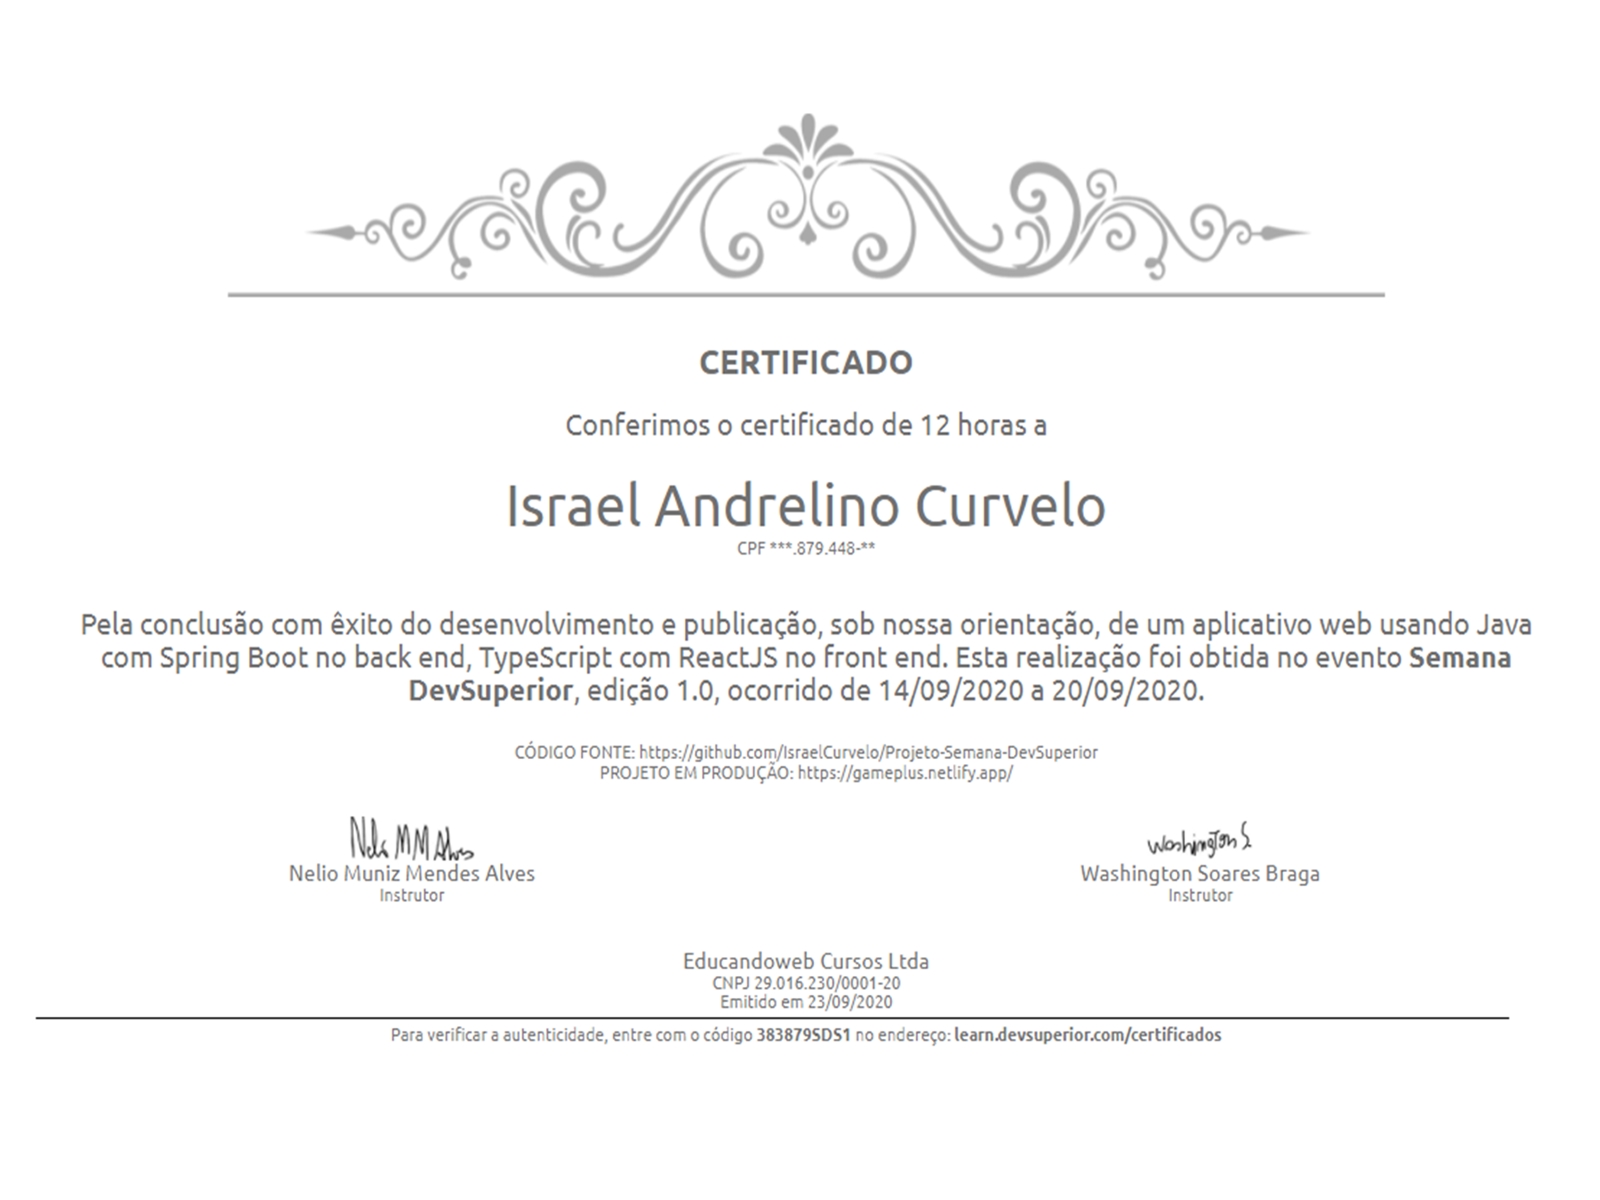 CERTIFICADO
Conferimos o certificado de 12 horas a
Israel Andrelino Curvelo
CPF ***.879.448-**
Pela conclusão com êxito do desenvolvimento e publicação, sob nossa orientação, de um aplicativo web usando Java
com Spring Boot no back end, TypeScript com ReactJS no front end. Esta realização foi obtida no evento Semana
DevSuperior, edição 1.0, ocorrido de 14/09/2020 a 20/09/2020.
CÓDIGO FONTE: https://github.com/IsraelCurvelo/Projeto-Semana-DevSuperior
PROJETO EM PRODUÇÃO: https://gameplus.netlify.app/
Nelio MM Alves
Washington S
Nelio Muniz Mendes Alves
Washington Soares Braga
Instrutor
Instrutor
Educandoweb Cursos Ltda
CNPJ 29.016.230/0001-20
Emitido em 23/09/2020
Para verificar a autenticidade, entre com o código 383879SDS1 no endereço: learn.devsuperior.com/certificados